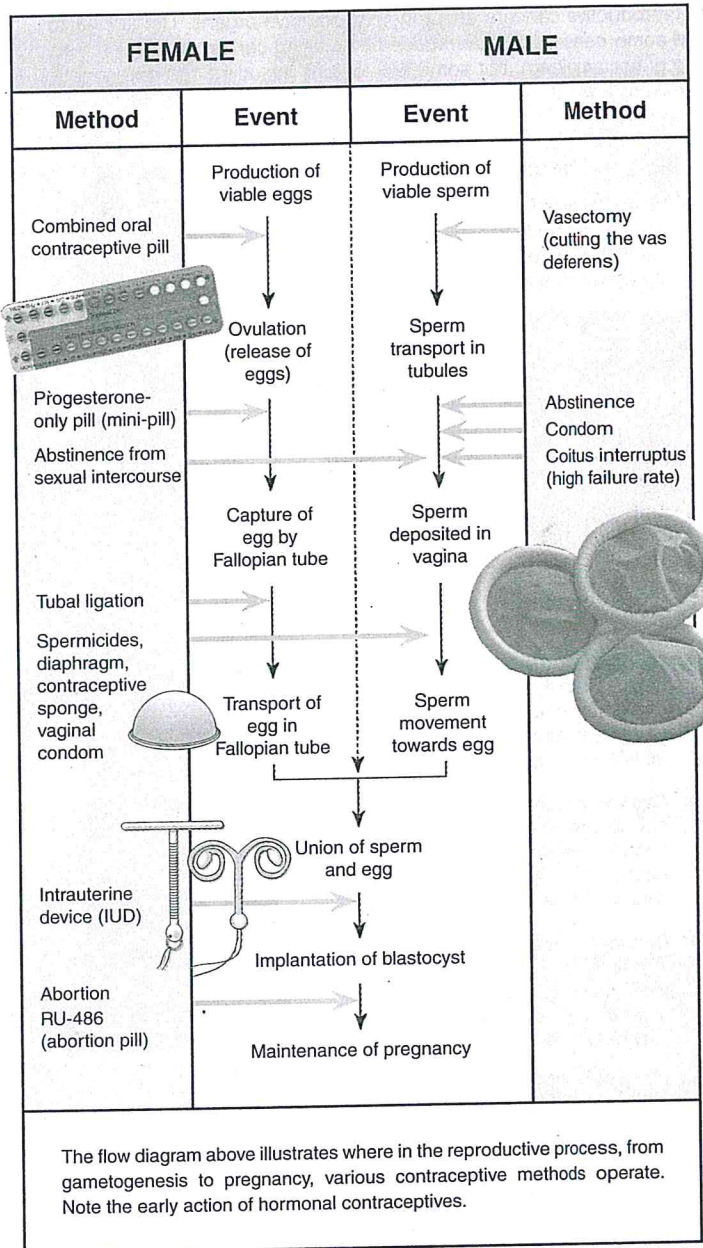 FEMALE
MALE
Method
Event
Event
Method
Production of
viable eggs
Production of
viable sperm
Combined oral
contraceptive pill
Vasectomy
(cutting the vas
deferens)
Ovulation
(release of
eggs)
Sperm
transport in
tubules
Progesterone-
only pill (mini-pill)
Abstinence
Condom
Abstinence from
sexual intercourse
Coitus interruptus
(high failure rate)
Capture of
egg by
Fallopian tube
Sperm
deposited in
vagina
Tubal ligation
Spermicides,
diaphragm,
contraceptive
sponge,
vaginal
condom
Transport of
egg in
Fallopian tube
Sperm
movement
towards egg
Union of sperm
and egg
Intrauterine
device (IUD)
Implantation of blastocyst
Abortion
RU-486
(abortion pill)
Maintenance of pregnancy
The flow diagram above illustrates where in the reproductive process, from
gametogenesis to pregnancy, various contraceptive methods operate.
Note the early action of hormonal contraceptives.